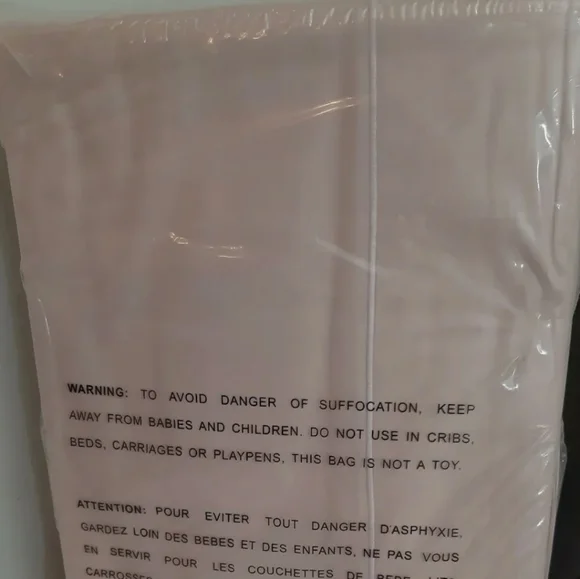 WARNING: TO AVOID DANGER OF SUFFOCATION, KEEP
AWAY FROM BABIES AND CHILDREN. DO NOT USE IN CRIBS,
BEDS, CARRIAGES OR PLAYPENS, THIS BAG IS NOT A TOY.
ATTENTION: POUR EVITER TOUT DANGER D'ASPHYXIE.
GARDEZ LOIN DES BEBES ET DES ENFANTS, NE PAS VOUS
EN SERVIR POUR LES COUCHETTES DE BEBE